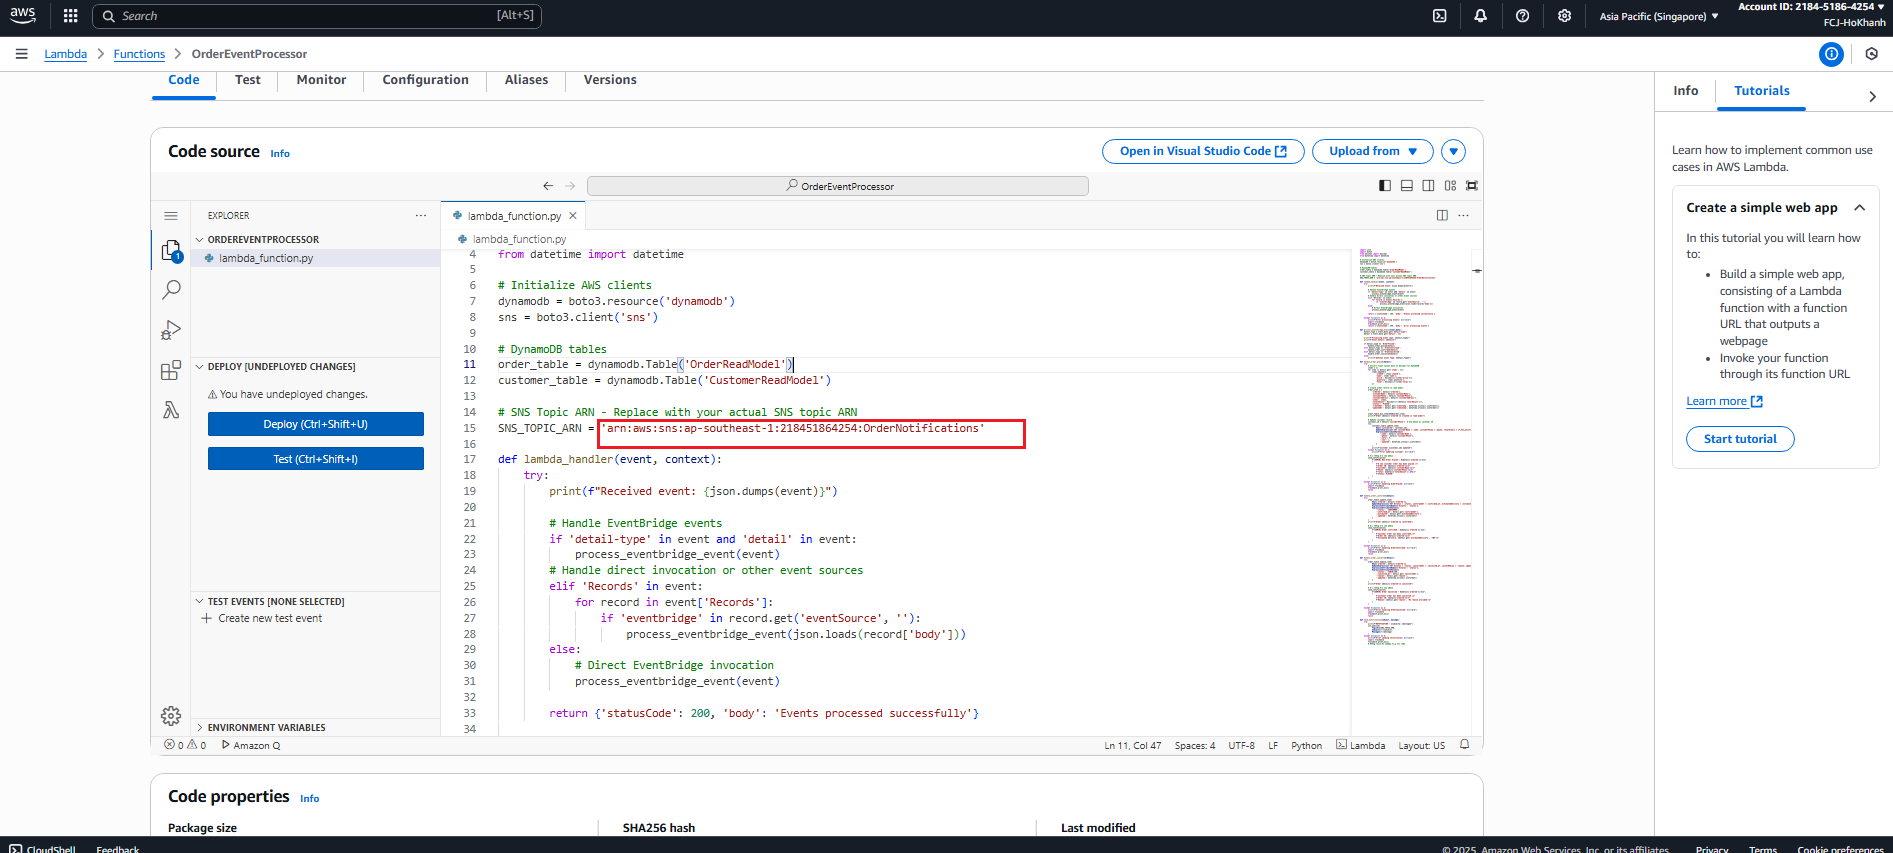 aws
Search
[Alt+S]
Asia Pacific (Singapore)
Account ID: 2184-5186-4254
FCJ-HoKhanh
Lambda
Functions
OrderEventProcessor
Code
Test
Monitor
Configuration
Aliases
Versions
Info
Tutorials
Code source
Info
Open in Visual Studio Code
Upload from
OrderEventProcessor
EXPLORER
ORDEREVENTPROCESSOR
1
lambda_function.py
DEPLOY [UNDEPLOYED CHANGES]
You have undeployed changes.
Deploy (Ctrl+Shift+U)
Test (Ctrl+Shift+I)
TEST EVENTS [NONE SELECTED]
Create new test event
ENVIRONMENT VARIABLES
lambda_function.py
lambda_function.py
4 from datetime import datetime
5
6 # Initialize AWS clients
7 dynamodb = boto3.resource('dynamodb')
8 sns = boto3.client('sns')
9
10 # DynamoDB tables
11 order_table = dynamodb.Table('OrderReadModel')
12 customer_table = dynamodb.Table('CustomerReadModel')
13
14 # SNS Topic ARN - Replace with your actual SNS topic ARN
15 SNS_TOPIC_ARN = 'arn:aws:sns:ap-southeast-1:218451864254:OrderNotifications'
16
17 def lambda_handler(event, context):
18 try:
19 print(f"Received event: {json.dumps(event)}")
20
21 # Handle EventBridge events
22 if 'detail-type' in event and 'detail' in event:
23 process_eventbridge_event(event)
24 # Handle direct invocation or other event sources
25 elif 'Records' in event:
26 for record in event['Records']:
27 if 'eventbridge' in record.get('eventSource', ''):
28 process_eventbridge_event(json.loads(record['body']))
29 else:
30 # Direct EventBridge invocation
31 process_eventbridge_event(event)
32
33 return {'statusCode': 200, 'body': 'Events processed successfully'}
34
0 0 Amazon Q
Ln 11, Col 47 Spaces: 4 UTF-8 LF Python Lambda Layout: US
Learn how to implement common use
cases in AWS Lambda.
Create a simple web app
In this tutorial you will learn how
to:
• Build a simple web app,
consisting of a Lambda
function with a function
URL that outputs a
webpage
• Invoke your function
through its function URL
Learn more
Start tutorial
Code properties
Info
Package size
SHA256 hash
Last modified
CloudShell
Feedback
© 2025, Amazon Web Services, Inc. or its affiliates.
Privacy
Terms
Cookie preferences